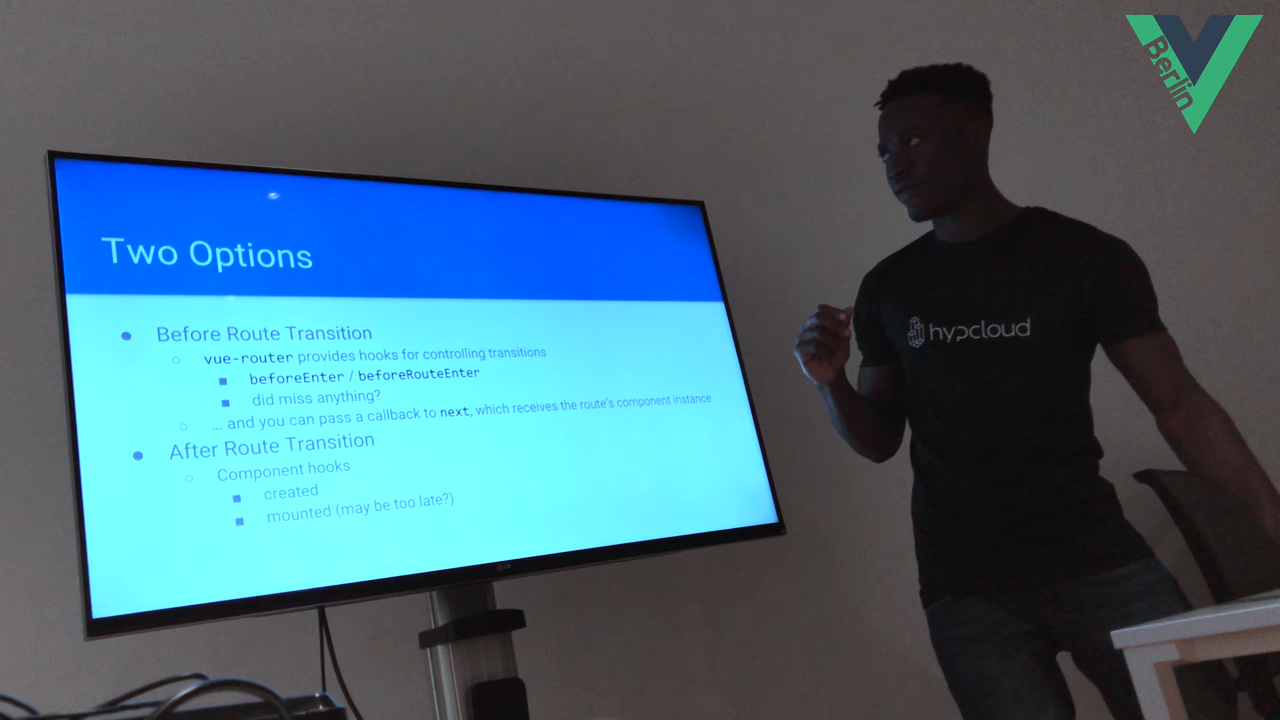 Berlin
Two Options
Before Route Transition
vue-router provides hooks for controlling transitions
beforeEnter / beforeRouteEnter
did miss anything?
... and you can pass a callback to next, which receives the route's component instance
After Route Transition
Component hooks
created
mounted (may be too late?)
LG
hypcloud